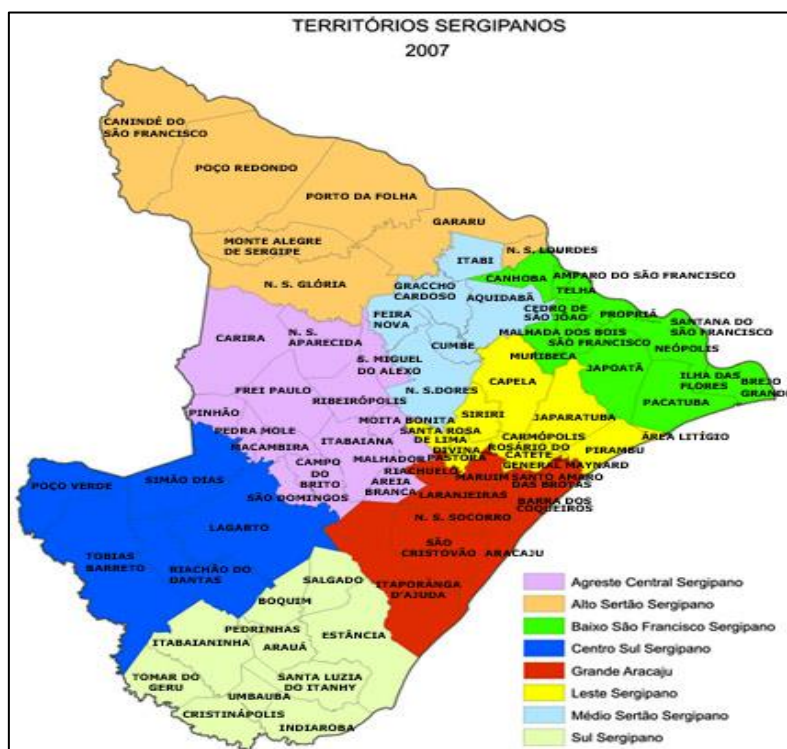 TERRITÓRIOS SERGIPANOS
2007
CANINDÉ DO
SÃO FRANCISCO
POÇO REDONDO
PORTO DA FOLHA
GARARU
MONTE ALEGRE
DE SERGIPE
N. S. LOURDES
ITABI
N. S. GLÓRIA
CANHOBA
AMPARO DO SÃO FRANCISCO
GRACCHO
CARDOSO
AQUIDABÃ
TELHA
FEIRA
NOVA
CEDRO DE
SÃO JOÃO
PROPRIÁ
SANTANA DO
SÃO FRANCISCO
CARIRA
N. S.
APARECIDA
CUMBE
MALHADA DOS BOIS
SÃO FRANCISCO
NEÓPOLIS
MURIBECA
S. MIGUEL
DO ALEXO
JAPOATÃ
ILHA DAS
FLORES
BREJO
GRANDE
FREI PAULO
N. S.DORES
CAPELA
PACATUBA
RIBEIRÓPOLIS
PINHÃO
SIRIRI
JAPARATUBA
MOITA BONITA
PEDRA MOLE
SANTA ROSA
DE LIMA
CARMÓPOLIS
ÁREA LITÍGIO
MACAMBIRA
ITABAIANA
DIVINA
PASTORA
ROSÁRIO DO
CATETE
PIRAMBU
MALHADOR
GENERAL MAYNARD
CAMPO
DO
BRITO
RIACHUELO
MARUIM
SANTO AMARO
DAS BROTAS
POÇO VERDE
SIMÃO DIAS
AREIA
BRANCA
SÃO DOMINGOS
LARANJEIRAS
BARRA DOS
COQUEIROS
LAGARTO
N. S. SOCORRO
SÃO
CRISTOVÃO
ARACAJU
TOBIAS
BARRETO
RIACHÃO DO
DANTAS
SALGADO
ITAPORANGA
D'AJUDA
BOQUIM
PEDRINHAS
ITABAIANINHA
ARAUÁ
ESTÂNCIA
TOMAR DO
GERU
SANTA LUZIA
DO ITANHY
UMBAUBA
CRISTINÁPOLIS
INDIAROBA
Agreste Central Sergipano
Alto Sertão Sergipano
Baixo São Francisco Sergipano
Centro Sul Sergipano
Grande Aracaju
Leste Sergipano
Médio Sertão Sergipano
Sul Sergipano